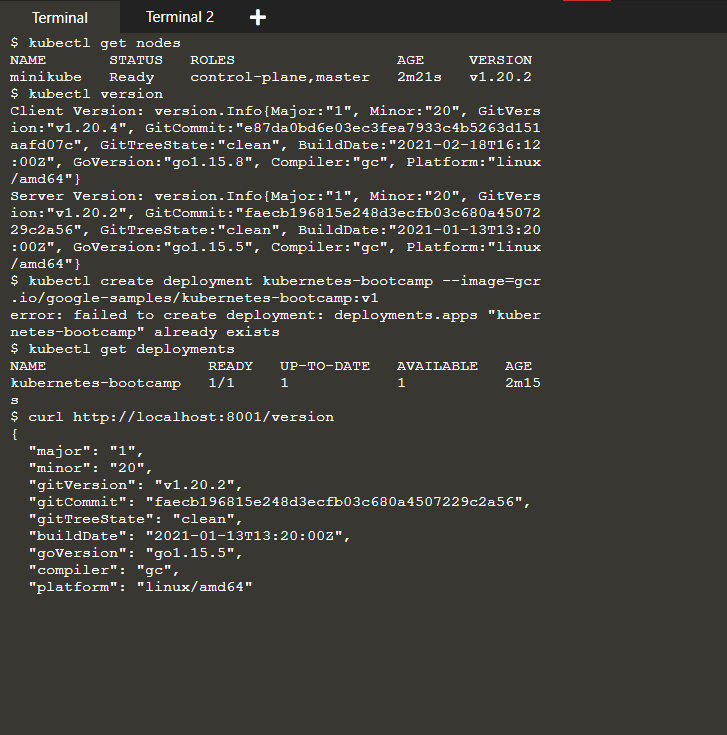 Terminal Terminal 2 +
$ kubectl get nodes
NAME STATUS ROLES AGE VERSION
minikube Ready control-plane,master 2m21s v1.20.2
$ kubectl version
Client Version: version.Info{Major:"1", Minor:"20", GitVers
ion:"v1.20.4", GitCommit:"e87da0bd6e03ec3fea7933c4b5263d151
aafd07c", GitTreeState:"clean", BuildDate:"2021-02-18T16:12
:00Z", GoVersion:"go1.15.8", Compiler:"gc", Platform:"linux
/amd64"}
Server Version: version.Info{Major:"1", Minor:"20", GitVers
ion:"v1.20.2", GitCommit:"faecb196815e248d3ecfb03c680a45072
29c2a56", GitTreeState:"clean", BuildDate:"2021-01-13T13:20
:00Z", GoVersion:"go1.15.5", Compiler:"gc", Platform:"linux
/amd64"}
$ kubectl create deployment kubernetes-bootcamp --image=gcr
.io/google-samples/kubernetes-bootcamp:v1
error: failed to create deployment: deployments.apps "kuber
netes-bootcamp" already exists
$ kubectl get deployments
NAME READY UP-TO-DATE AVAILABLE AGE
kubernetes-bootcamp 1/1 1 1 2m15
s
$ curl http://localhost:8001/version
{
"major": "1",
"minor": "20",
"gitVersion": "v1.20.2",
"gitCommit": "faecb196815e248d3ecfb03c680a4507229c2a56",
"gitTreeState": "clean",
"buildDate": "2021-01-13T13:20:00Z",
"goVersion": "go1.15.5",
"compiler": "gc",
"platform": "linux/amd64"